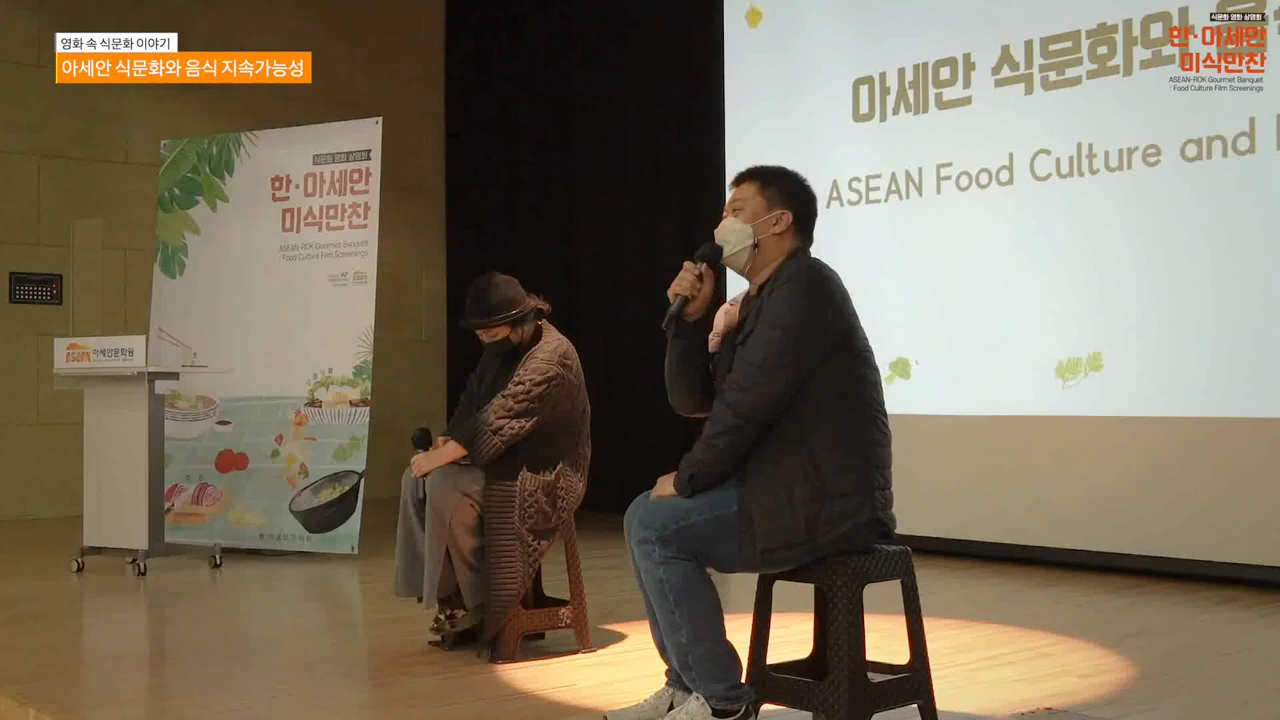 영화 속 식문화 이야기
아세안 식문화와 음식 지속가능성
식문화 영화 상영회
한·아세안
미식만찬
ASEAN-ROK Gourmet Banquet
: Food Culture Film Screenings
아세안 식문화와 음식
ASEAN Food Culture and
식문화 영화 상영회
한·아세안
미식만찬
ASEAN-ROK Gourmet Banquet
: Food Culture Film Screenings
ASEAN 아세안문화원